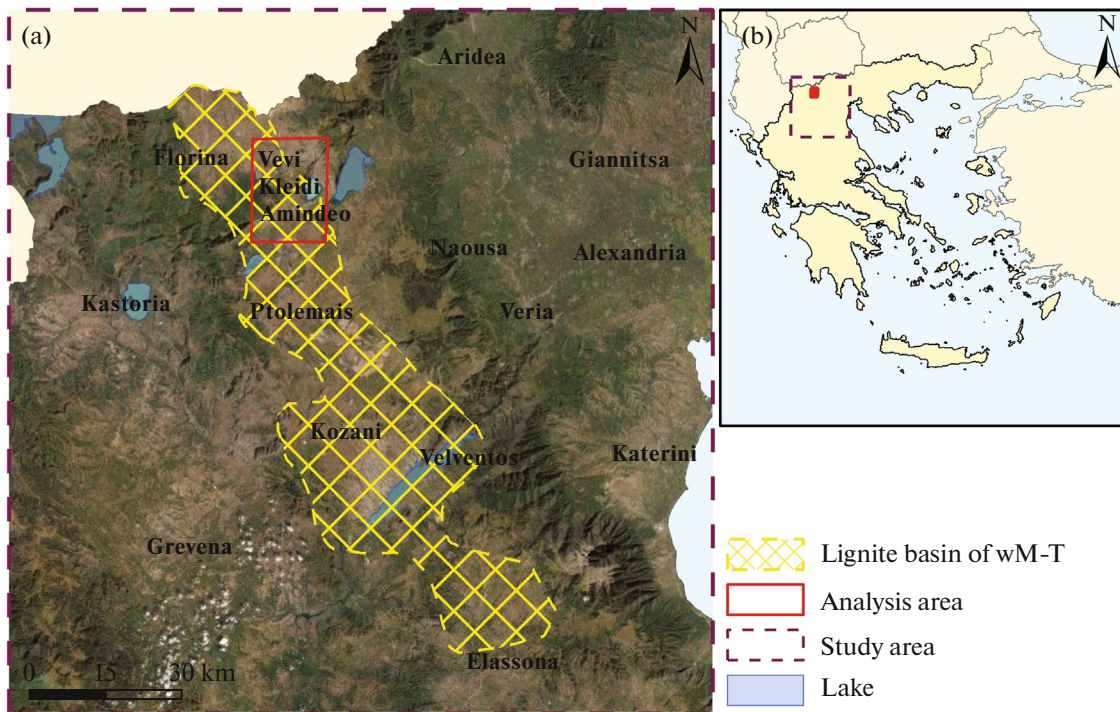 (a)
N
Aridea
Florina
Vevi
Kleidi
Amindeo
Giannitsa
Naousa
Alexandria
Kastoria
Ptolemais
Veria
Kozani
Velventos
Katerini
Grevena
Elassona
0 15 30 km
(b)
N
Lignite basin of wM-T
Analysis area
Study area
Lake